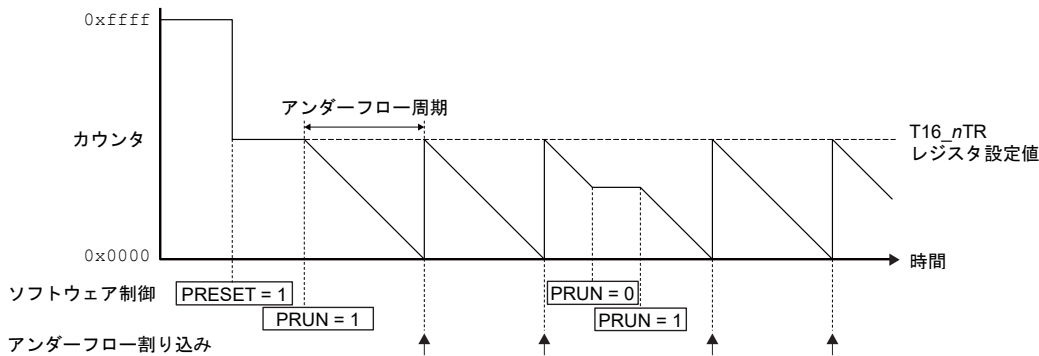 0xffff
アンダーフロー周期
カウンタ
T16_nTR
レジスタ設定値
0x0000
時間
ソフトウェア制御
PRESET = 1
PRUN = 0
PRUN = 1
PRUN = 1
アンダーフロー割り込み